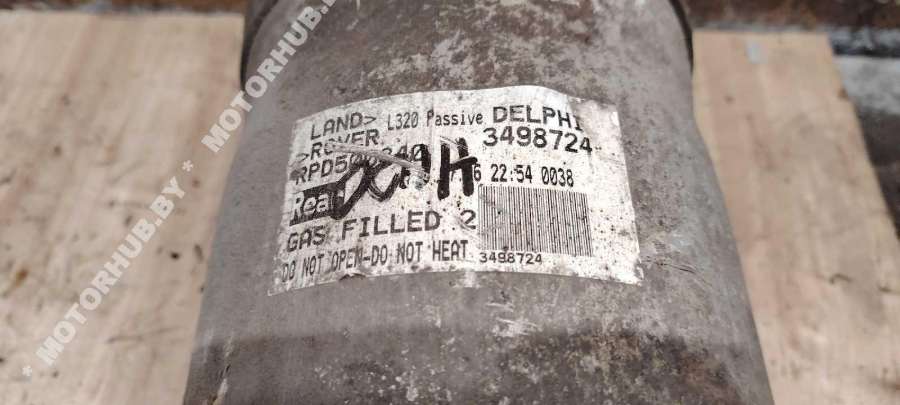 LAND> L320 Passive DELPHI
>ROVER 3498724
22:54 0038
Rear
GAS FILLED 2
DO NOT OPEN-DO NOT HEAT 3498724
MOTORHUB.BY * MOTORHUB.BY